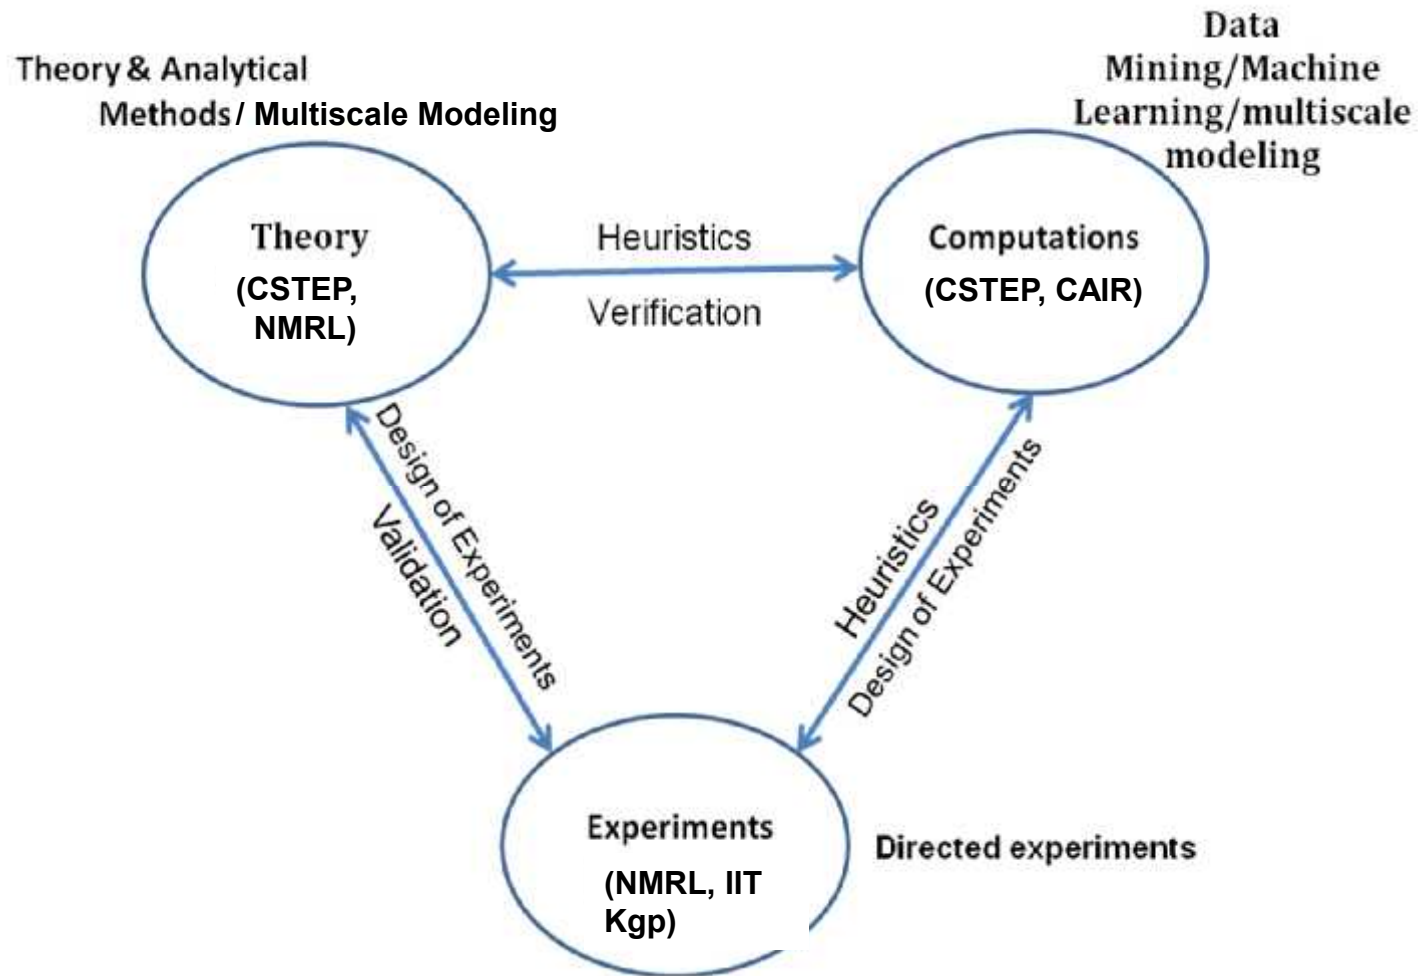 Theory & Analytical
Methods / Multiscale Modeling
Data
Mining/Machine
Learning/multiscale
modeling
Theory
(CSTEP,
NMRL)
Heuristics
Verification
Computations
(CSTEP, CAIR)
Design of Experiments
Validation
Heuristics
Design of Experiments
Experiments
(NMRL, IIT
Kgp)
Directed experiments